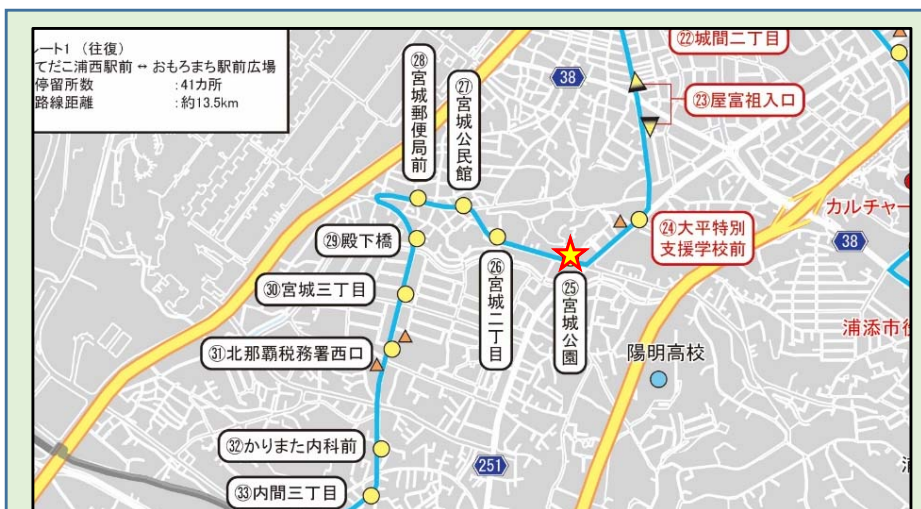 ート1 （往復）
てだこ浦西駅前 ↔ おもろまち駅前広場
停留所数 ：41カ所
路線距離 ：約13.5km
㉒城間二丁目
38
㉓屋富祖入口
㉘宮城郵便局前
㉗宮城公民館
カルチャー
㉔大平特別
支援学校前
38
㉙殿下橋
㉖宮城二丁目
㉕宮城公園
㉚宮城三丁目
浦添市役
陽明高校
㉛北那覇税務署西口
㉜かりまた内科前
251
㉝内間三丁目